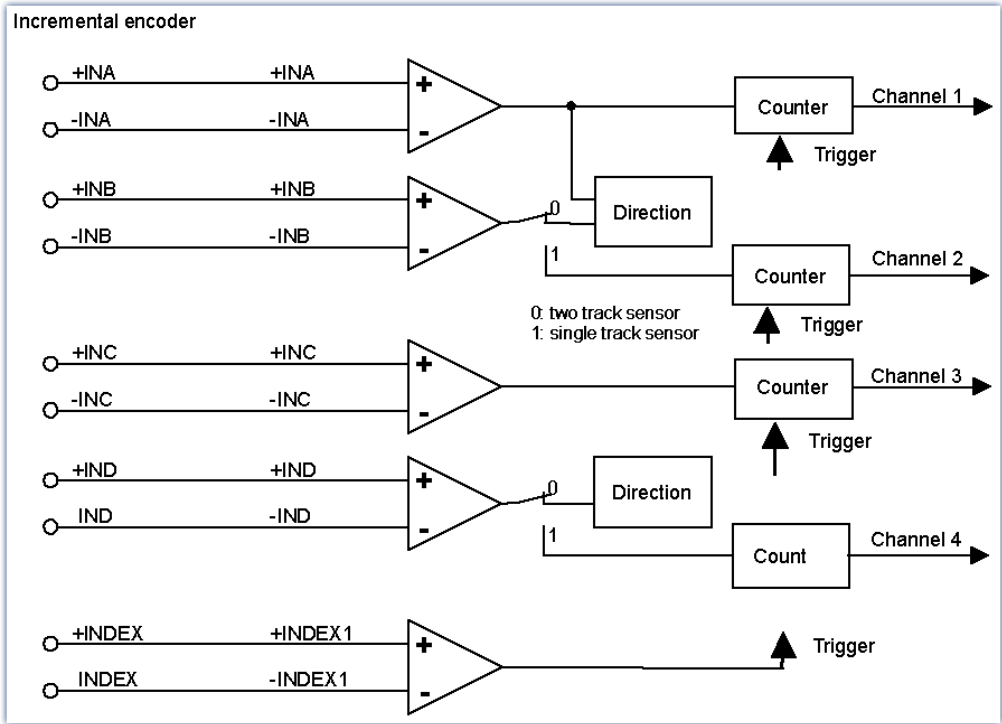 Incremental encoder
+INA +INA
-INA -INA
Counter
Channel 1
Trigger
+INB +INB
-INB -INB
0
1
Direction
Counter
Channel 2
Trigger
0: two track sensor
1: single track sensor
+INC +INC
-INC -INC
Counter
Channel 3
Trigger
+IND +IND
IND -IND
0
1
Direction
Count
Channel 4
+INDEX +INDEX1
INDEX -INDEX1
Trigger
+
-
+
-
+
-
+
-
+
-